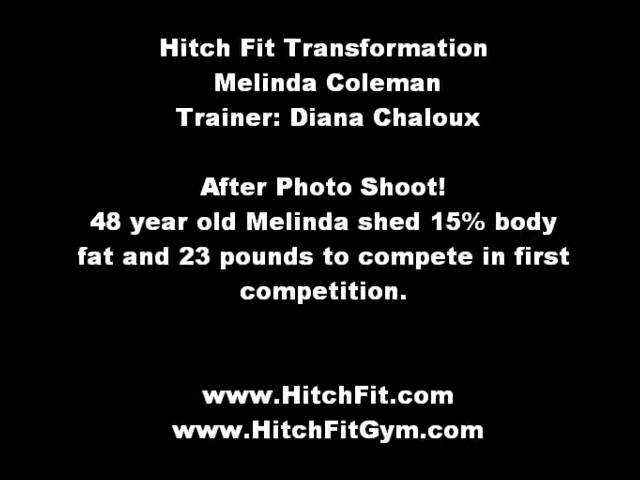 Hitch Fit Transformation
Melinda Coleman
Trainer: Diana Chaloux
After Photo Shoot!
48 year old Melinda shed 15% body
fat and 23 pounds to compete in first
competition.
www.HitchFit.com
www.HitchFitGym.com